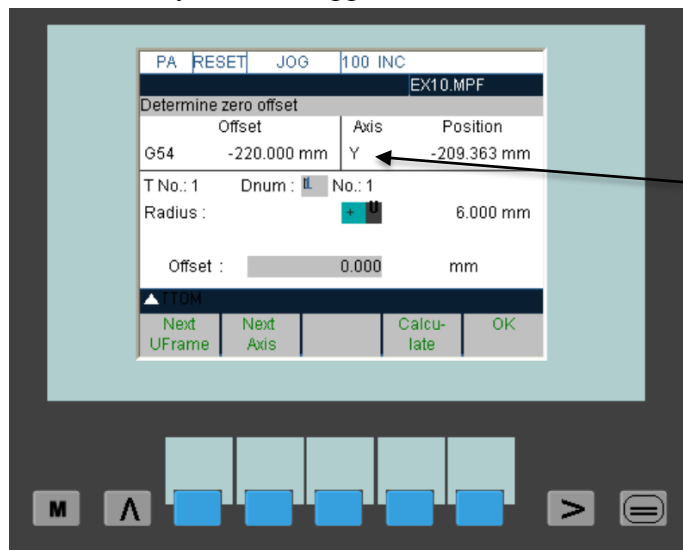 PA RESET JOG 100 INC
EX10.MPF
Determine zero offset
Offset Axis Position
G54 -220.000 mm Y -209.363 mm
T No.: 1 Dnum : No.: 1
Radius : + U 6.000 mm
Offset : 0.000 mm
TTOM
Next UFrame Next Axis Calcu- late OK
M Λ >